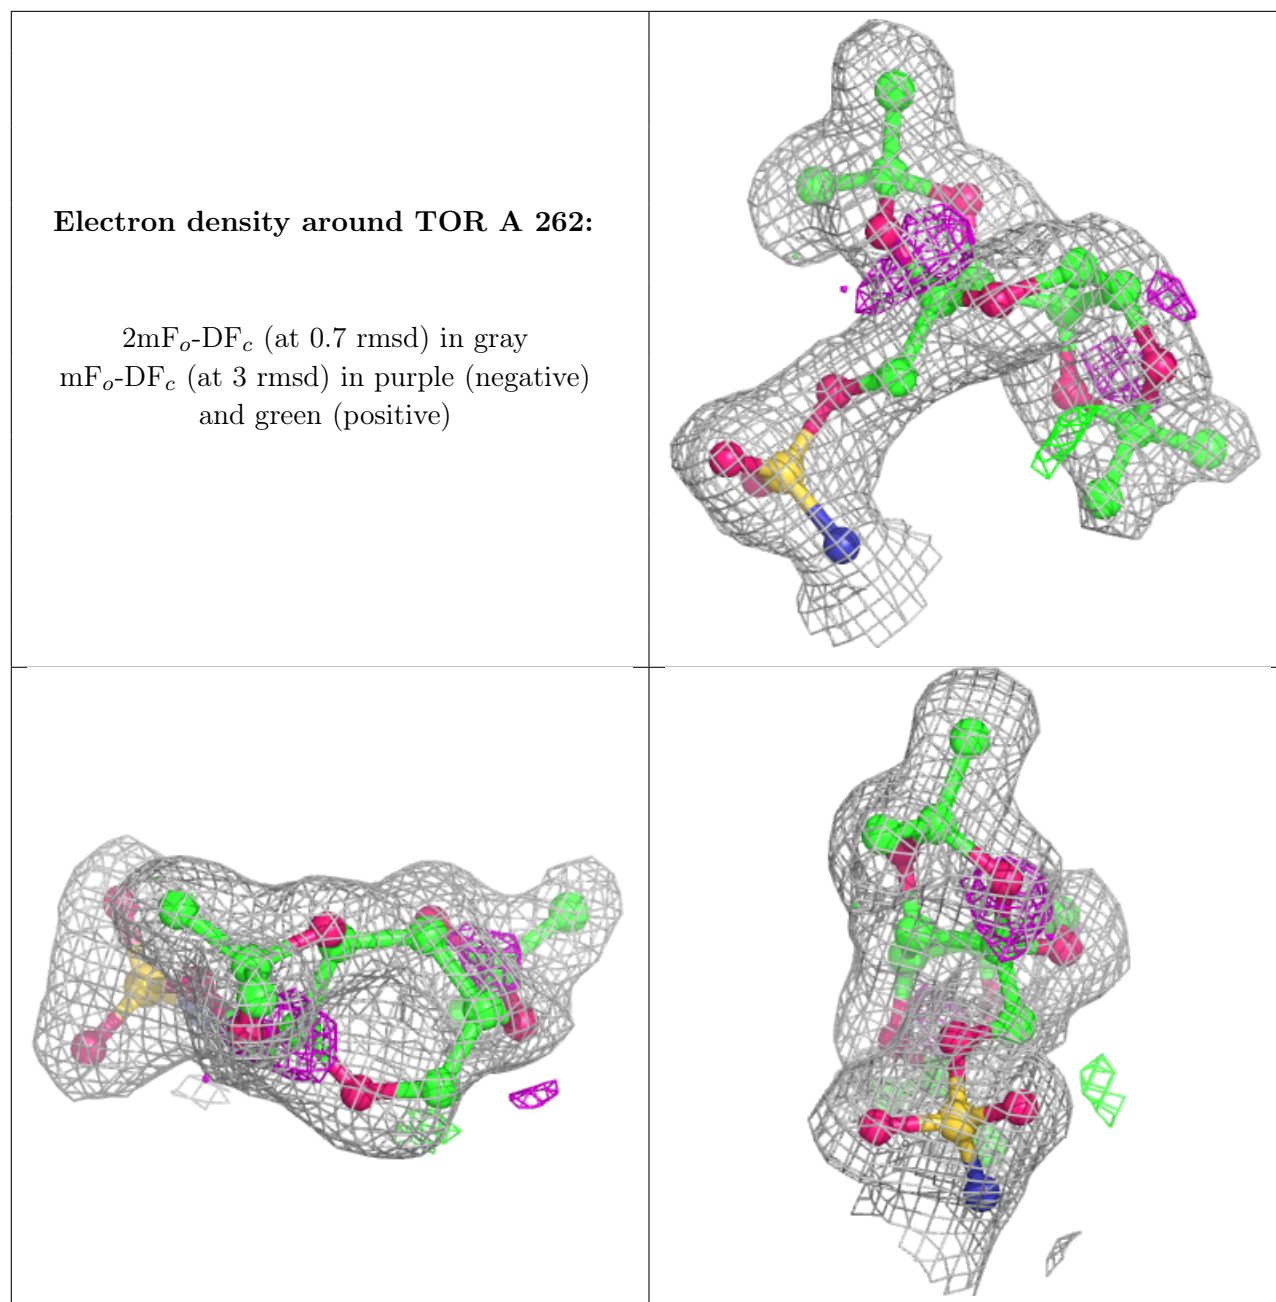 Electron density around TOR A 262:
2mFo-DFc (at 0.7 rmsd) in gray
mFo-DFc (at 3 rmsd) in purple (negative)
and green (positive)